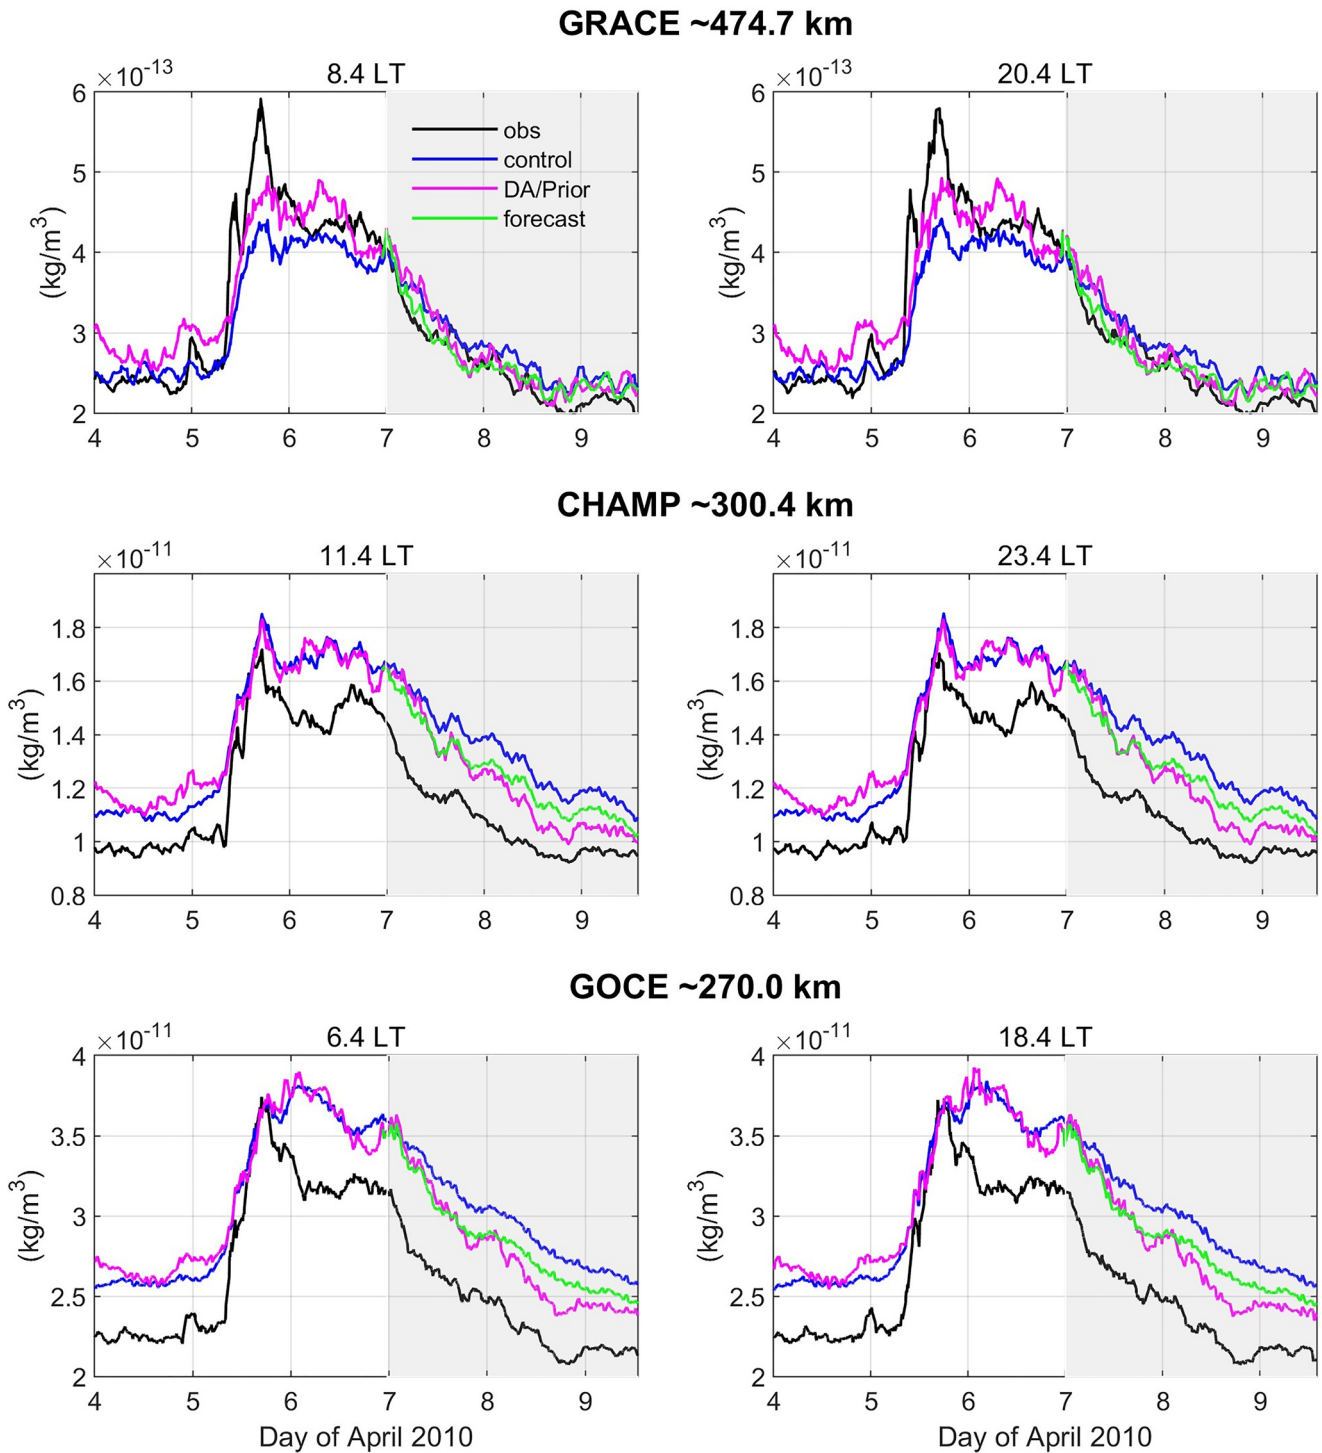 GRACE ~474.7 km
×10⁻¹³ 8.4 LT
6
5
4
3
2
(kg/m³)
obs
control
DA/Prior
forecast
4 5 6 7 8 9
×10⁻¹³ 20.4 LT
6
5
4
3
2
(kg/m³)
4 5 6 7 8 9
CHAMP ~300.4 km
×10⁻¹¹ 11.4 LT
1.8
1.6
1.4
1.2
1
0.8
(kg/m³)
4 5 6 7 8 9
×10⁻¹¹ 23.4 LT
1.8
1.6
1.4
1.2
1
0.8
(kg/m³)
4 5 6 7 8 9
GOCE ~270.0 km
×10⁻¹¹ 6.4 LT
4
3.5
3
2.5
2
(kg/m³)
4 5 6 7 8 9
Day of April 2010
×10⁻¹¹ 18.4 LT
4
3.5
3
2.5
2
(kg/m³)
4 5 6 7 8 9
Day of April 2010